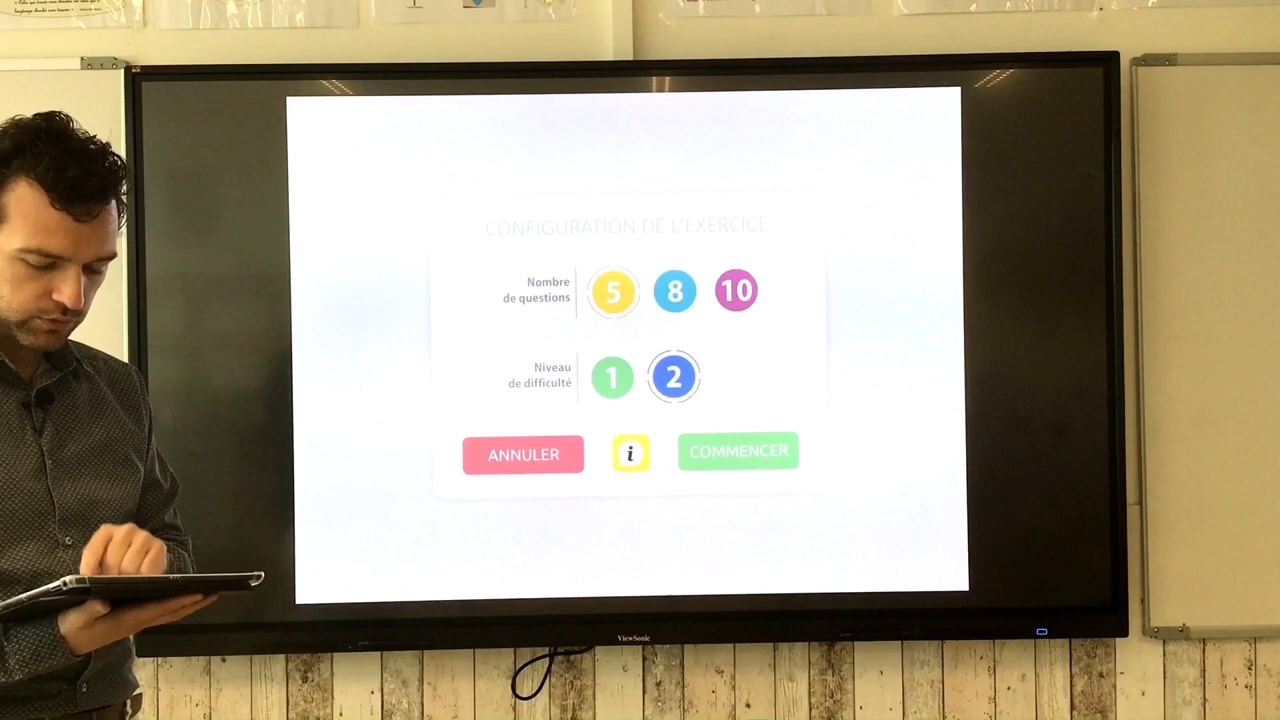 CONFIGURATION DE L'EXERCICE
Nombre
de questions
5
8
10
Niveau
de difficulté
1
2
ANNULER
i
COMMENCER
ViewSonic